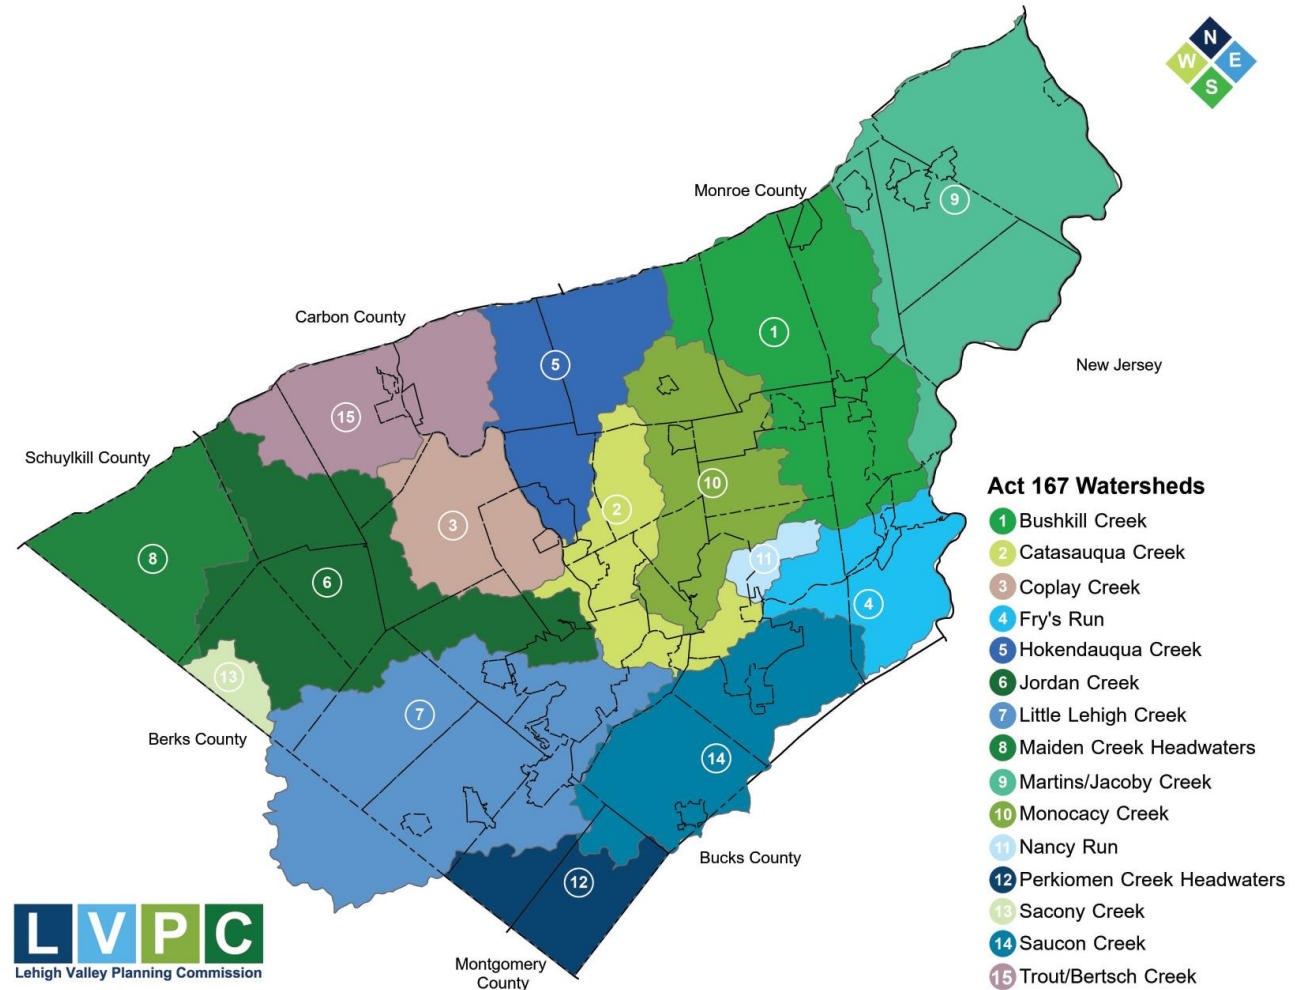 N
W E
S
Monroe County
9
Carbon County
1
5
New Jersey
15
Schuylkill County
10
2
3
11
8
6
4
13
7
Berks County
14
Bucks County
12
Montgomery
County
Act 167 Watersheds
1 Bushkill Creek
2 Catasauqua Creek
3 Coplay Creek
4 Fry's Run
5 Hokendauqua Creek
6 Jordan Creek
7 Little Lehigh Creek
8 Maiden Creek Headwaters
9 Martins/Jacoby Creek
10 Monocacy Creek
11 Nancy Run
12 Perkiomen Creek Headwaters
13 Sacony Creek
14 Saucon Creek
15 Trout/Bertsch Creek
LVPC
Lehigh Valley Planning Commission